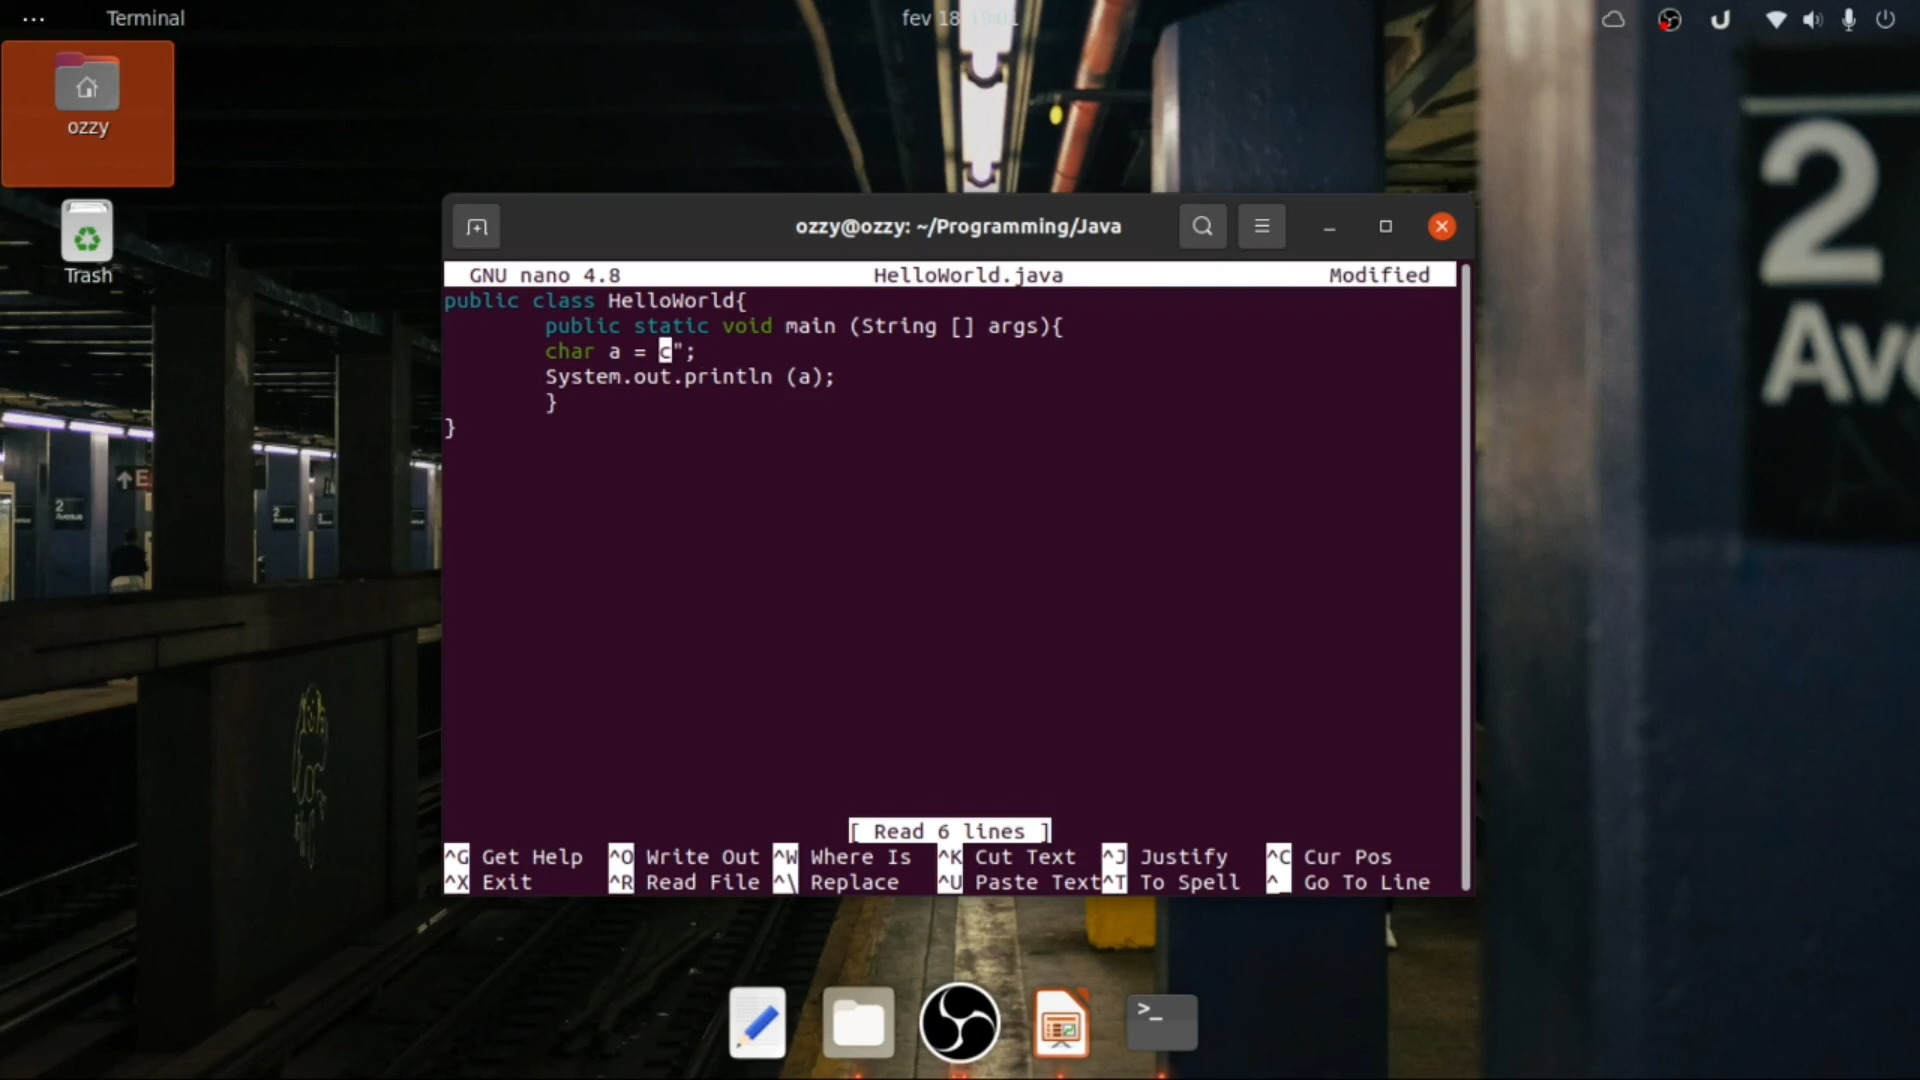 Terminal
fev 18
ozzy
Trash
ozzy@ozzy: ~/Programming/Java
GNU nano 4.8 HelloWorld.java Modified
public class HelloWorld{
public static void main (String [] args){
char a = c";
System.out.println (a);
}
}
[ Read 6 lines ]
^G Get Help ^O Write Out ^W Where Is ^K Cut Text ^J Justify ^C Cur Pos
^X Exit ^R Read File ^\ Replace ^U Paste Text ^T To Spell ^_ Go To Line
2
Ave
E
2
Avenue
2
Avenue